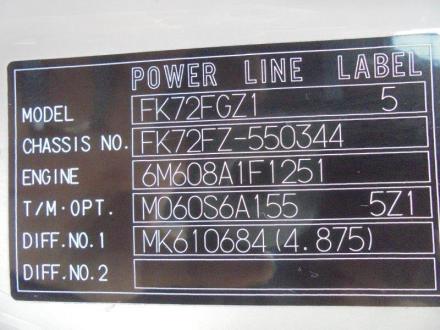 POWER LINE LABEL
MODEL FK72FGZ1 5
CHASSIS NO. FK72FZ-550344
ENGINE 6M608A1F1251
T/M·OPT. M060S6A155 5Z1
DIFF.NO.1 MK610684(4.875)
DIFF.NO.2